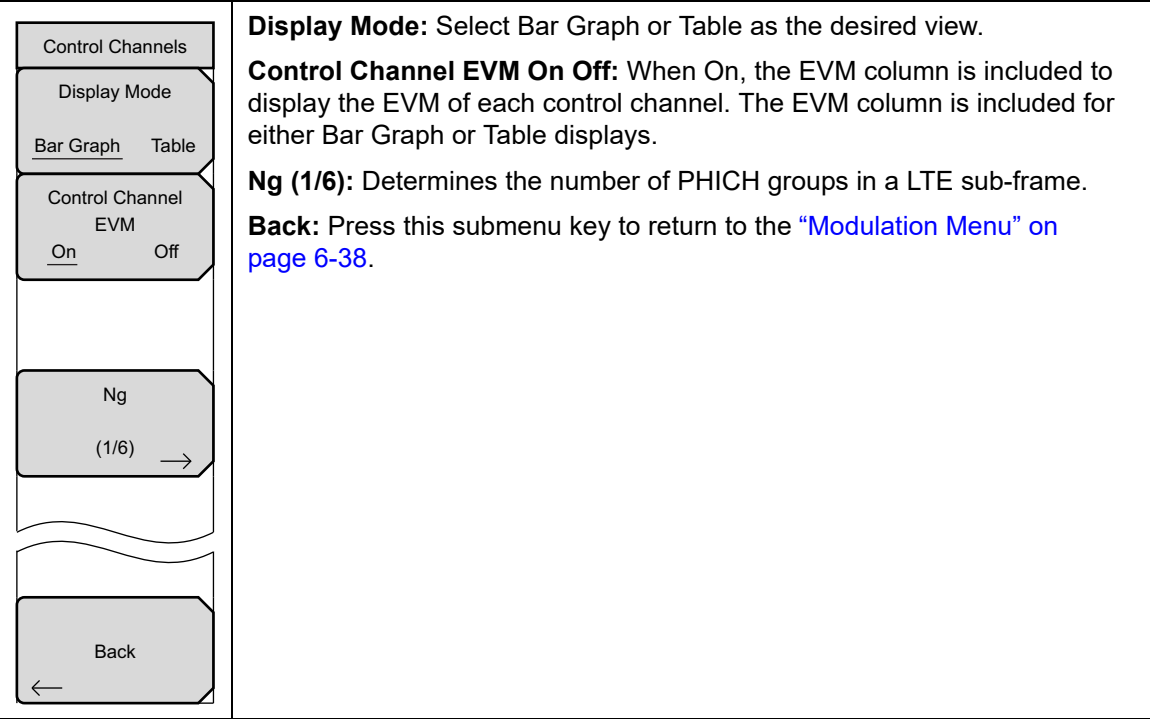 Control Channels
Display Mode
Bar Graph Table
Control Channel
EVM
On Off
Ng
(1/6)
Back
Display Mode: Select Bar Graph or Table as the desired view.
Control Channel EVM On Off: When On, the EVM column is included to
display the EVM of each control channel. The EVM column is included for
either Bar Graph or Table displays.
Ng (1/6): Determines the number of PHICH groups in a LTE sub-frame.
Back: Press this submenu key to return to the “Modulation Menu” on
page 6-38.